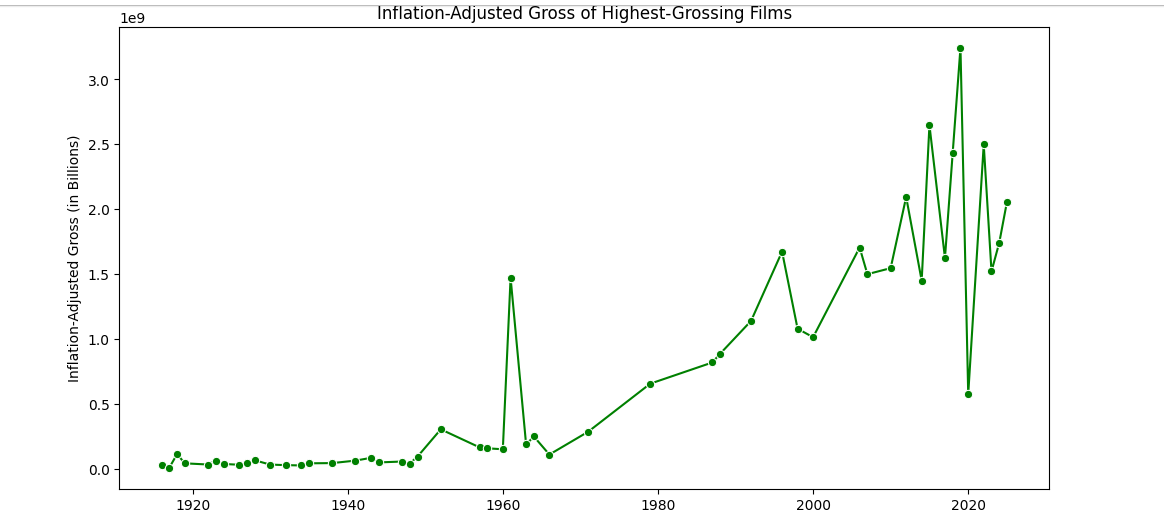 Inflation-Adjusted Gross of Highest-Grossing Films
1e9
Inflation-Adjusted Gross (in Billions)
3.0
2.5
2.0
1.5
1.0
0.5
0.0
1920 1940 1960 1980 2000 2020